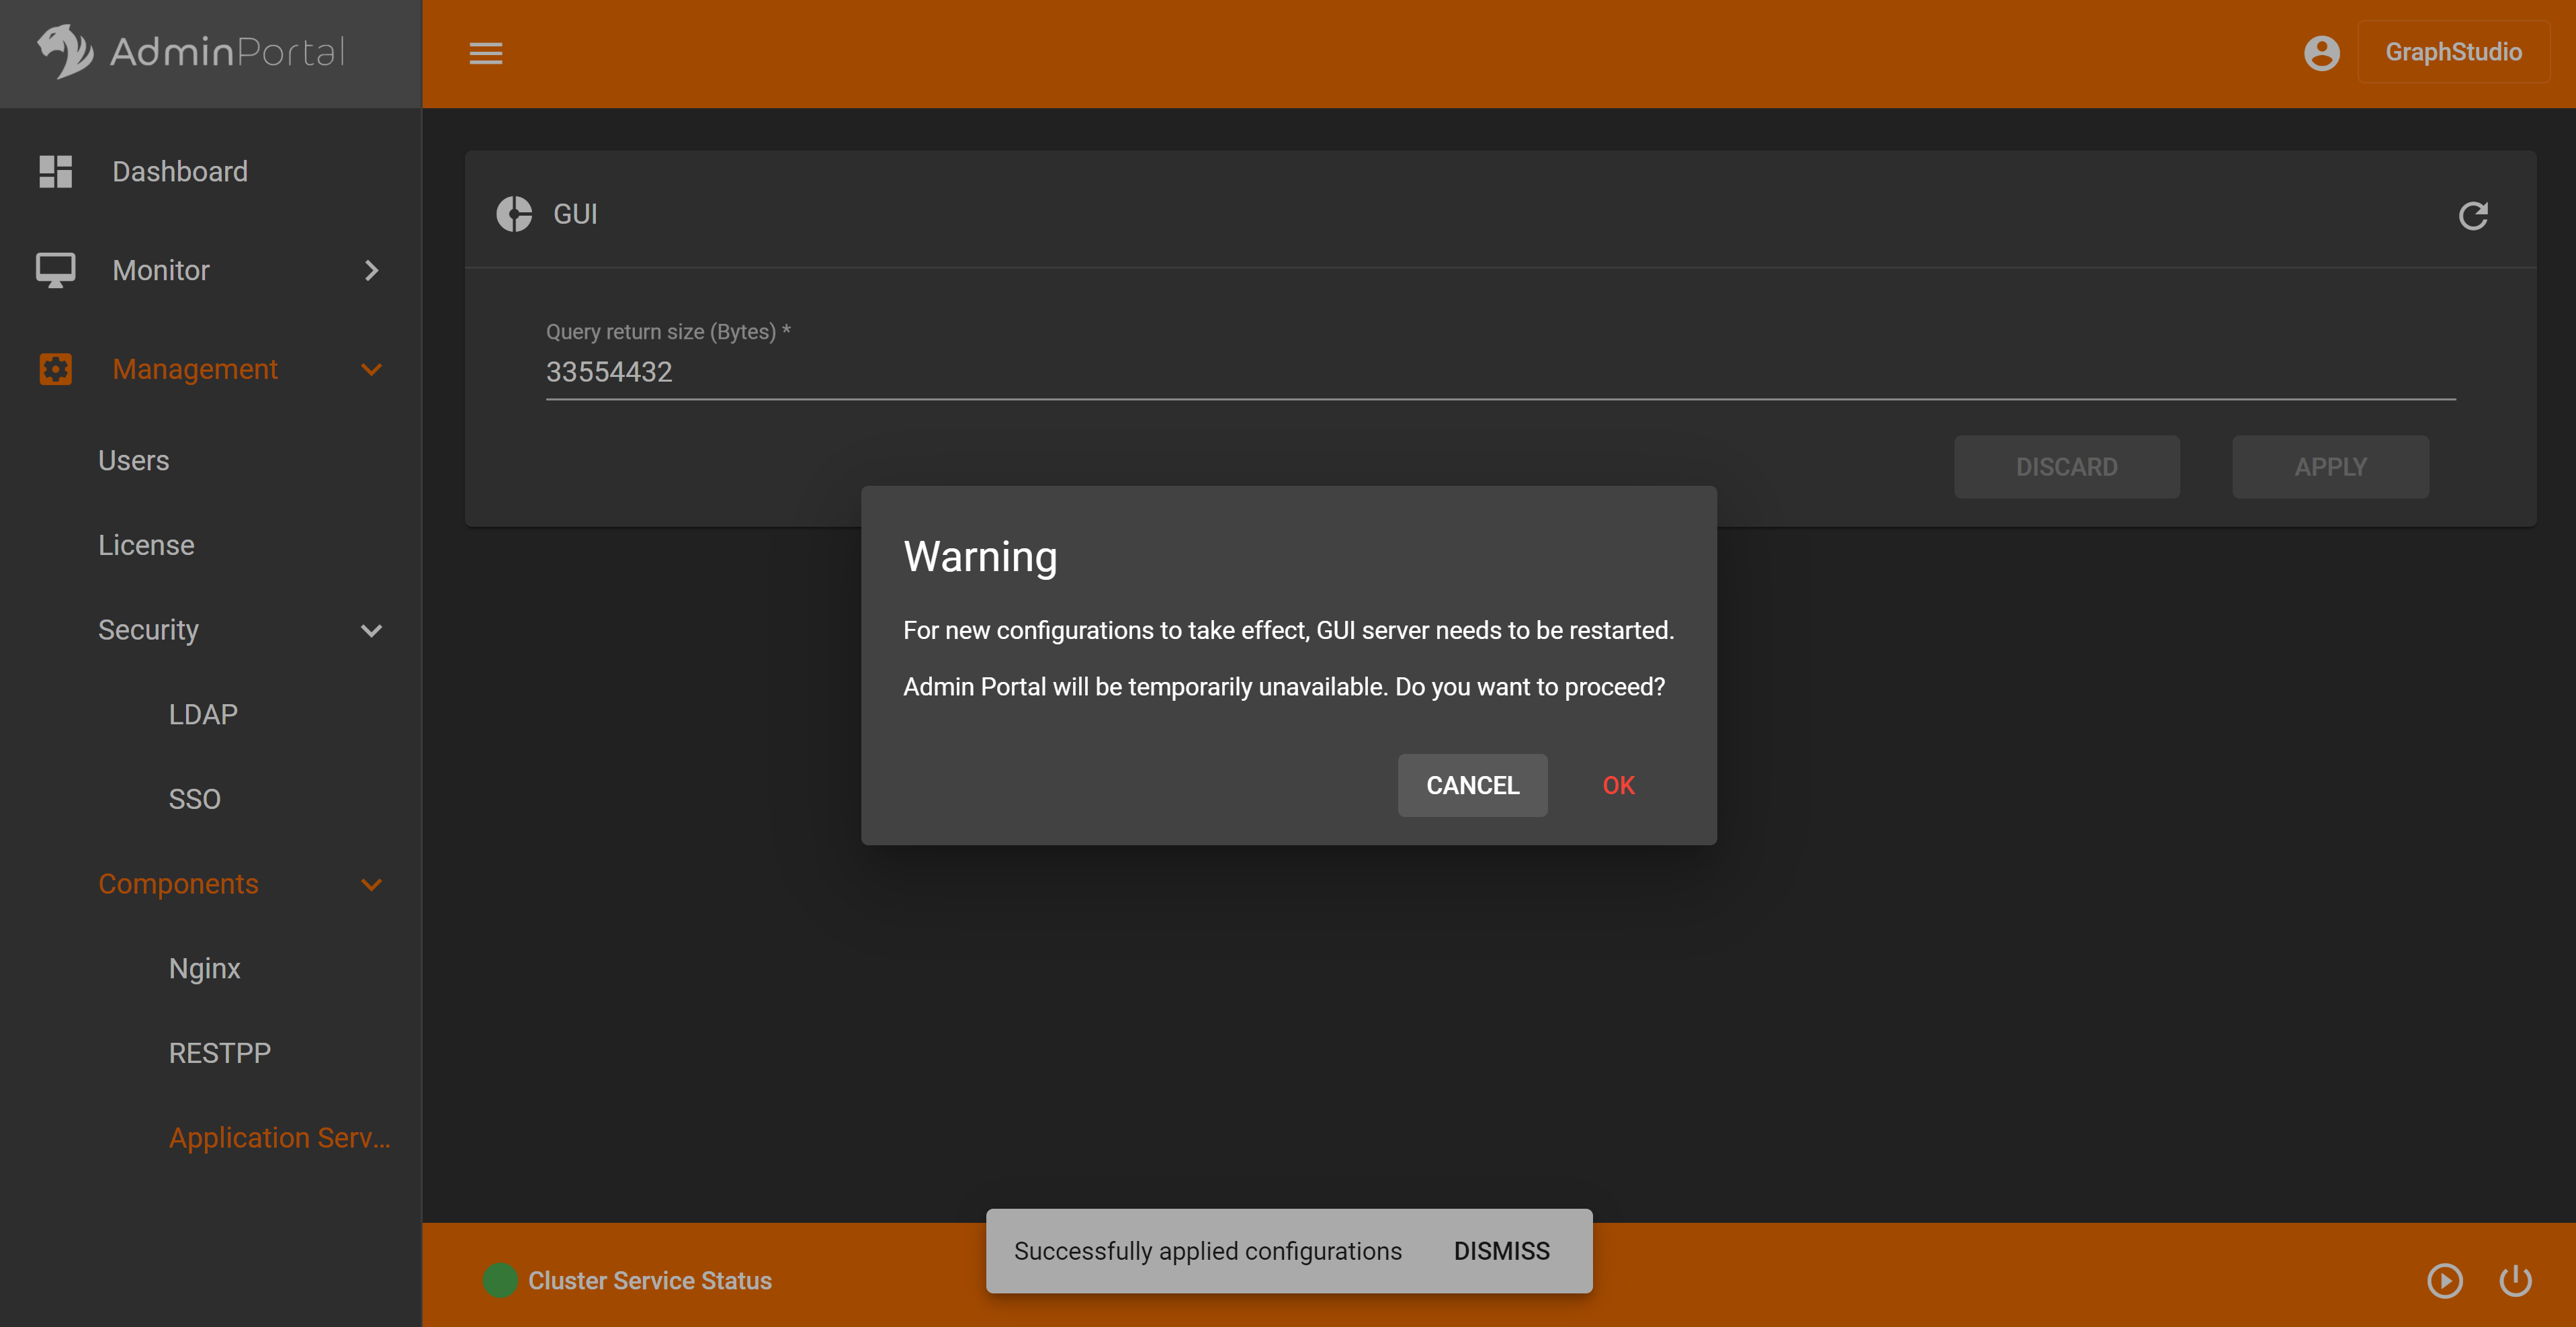 AdminPortal
GraphStudio
Dashboard
Monitor
Management
Users
License
Security
LDAP
SSO
Components
Nginx
RESTPP
Application Serv...
GUI
Query return size (Bytes) *
33554432
DISCARD
APPLY
Warning
For new configurations to take effect, GUI server needs to be restarted.
Admin Portal will be temporarily unavailable. Do you want to proceed?
CANCEL
OK
Successfully applied configurations
DISMISS
Cluster Service Status